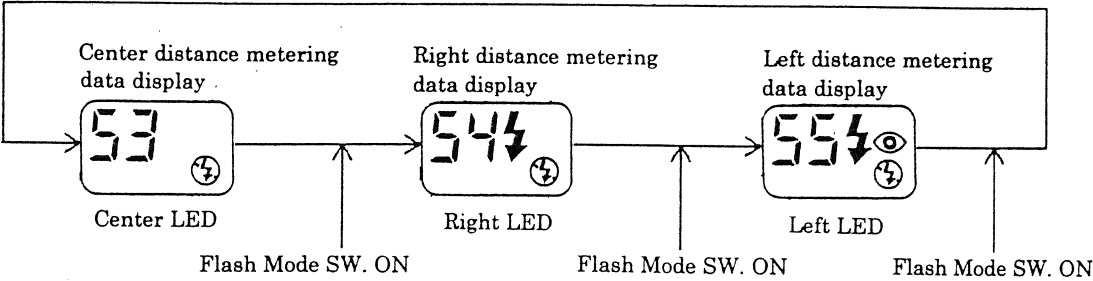 Center distance metering
data display
53
Center LED
Flash Mode SW. ON
Right distance metering
data display
54
Right LED
Flash Mode SW. ON
Left distance metering
data display
55
Left LED
Flash Mode SW. ON